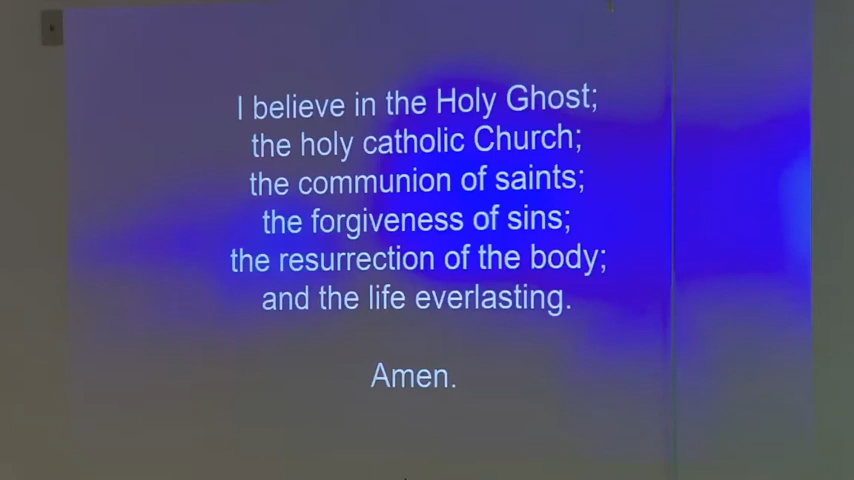 I believe in the Holy Ghost;
the holy catholic Church;
the communion of saints;
the forgiveness of sins;
the resurrection of the body;
and the life everlasting.
Amen.